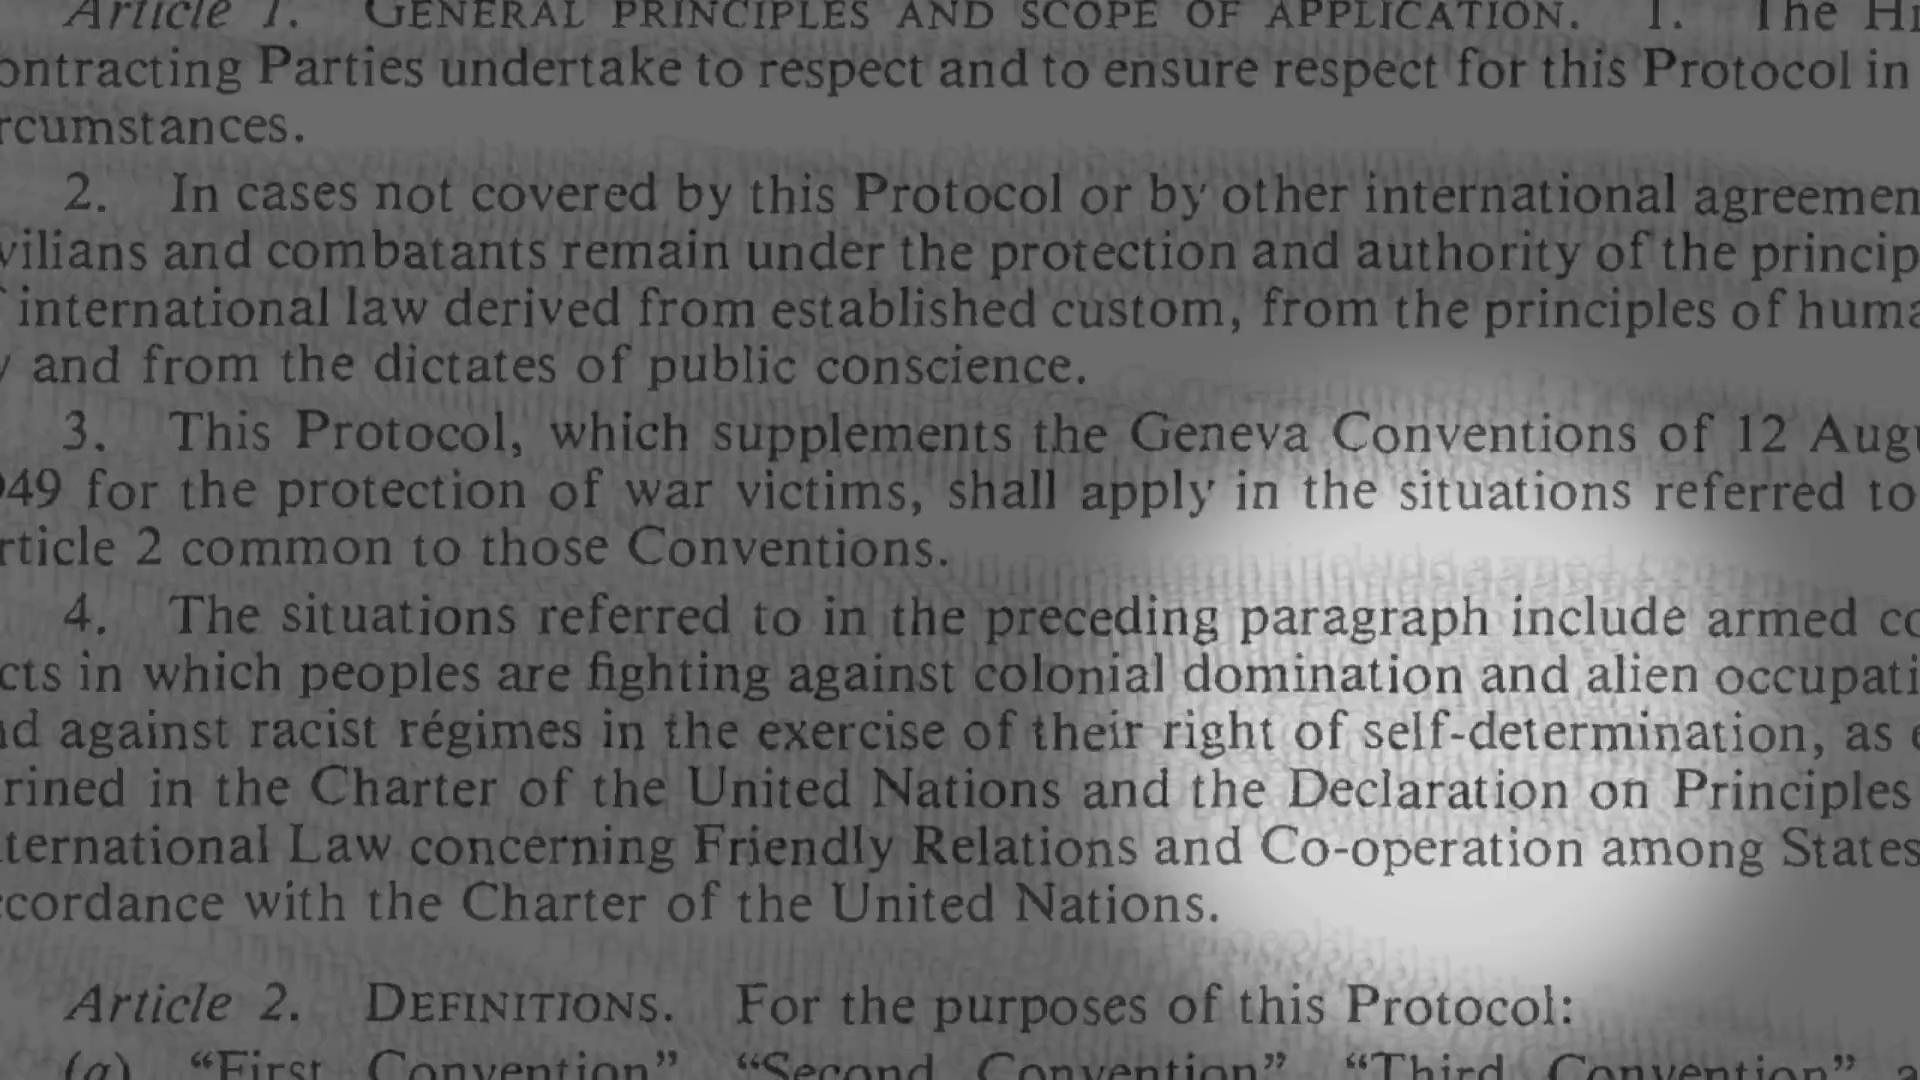 Article 1. GENERAL PRINCIPLES AND SCOPE OF APPLICATION. 1. The Hi
ontracting Parties undertake to respect and to ensure respect for this Protocol in
rcumstances.
2. In cases not covered by this Protocol or by other international agreemen
vilians and combatants remain under the protection and authority of the princip
international law derived from established custom, from the principles of huma
y and from the dictates of public conscience.
3. This Protocol, which supplements the Geneva Conventions of 12 Augu
949 for the protection of war victims, shall apply in the situations referred to
rticle 2 common to those Conventions.
4. The situations referred to in the preceding paragraph include armed co
cts in which peoples are fighting against colonial domination and alien occupati
nd against racist régimes in the exercise of their right of self-determination, as e
rined in the Charter of the United Nations and the Declaration on Principles
ternational Law concerning Friendly Relations and Co-operation among States
ccordance with the Charter of the United Nations.
Article 2. DEFINITIONS. For the purposes of this Protocol:
(a) “First Convention” “Second Convention” “Third Convention” a